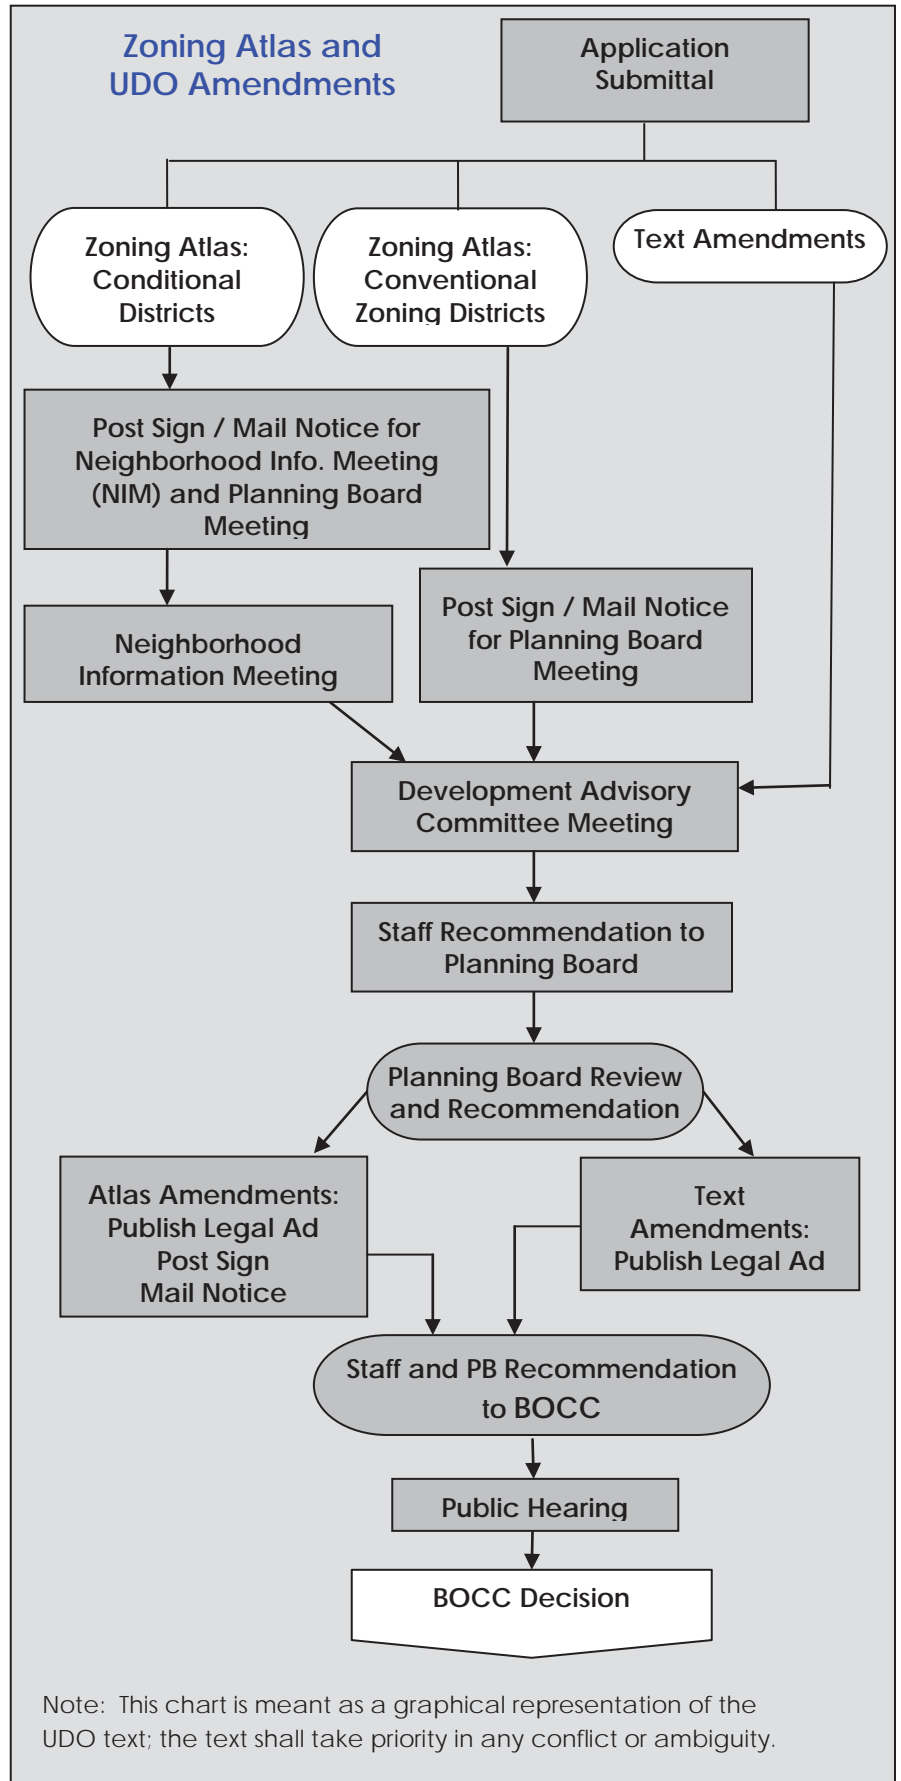 Zoning Atlas and
UDO Amendments
Application
Submittal
Zoning Atlas:
Conditional
Districts
Zoning Atlas:
Conventional
Zoning Districts
Text Amendments
Post Sign / Mail Notice for
Neighborhood Info. Meeting
(NIM) and Planning Board
Meeting
Post Sign / Mail Notice
for Planning Board
Meeting
Neighborhood
Information Meeting
Development Advisory
Committee Meeting
Staff Recommendation to
Planning Board
Planning Board Review
and Recommendation
Atlas Amendments:
Publish Legal Ad
Post Sign
Mail Notice
Text
Amendments:
Publish Legal Ad
Staff and PB Recommendation
to BOCC
Public Hearing
BOCC Decision
Note: This chart is meant as a graphical representation of the
UDO text; the text shall take priority in any conflict or ambiguity.